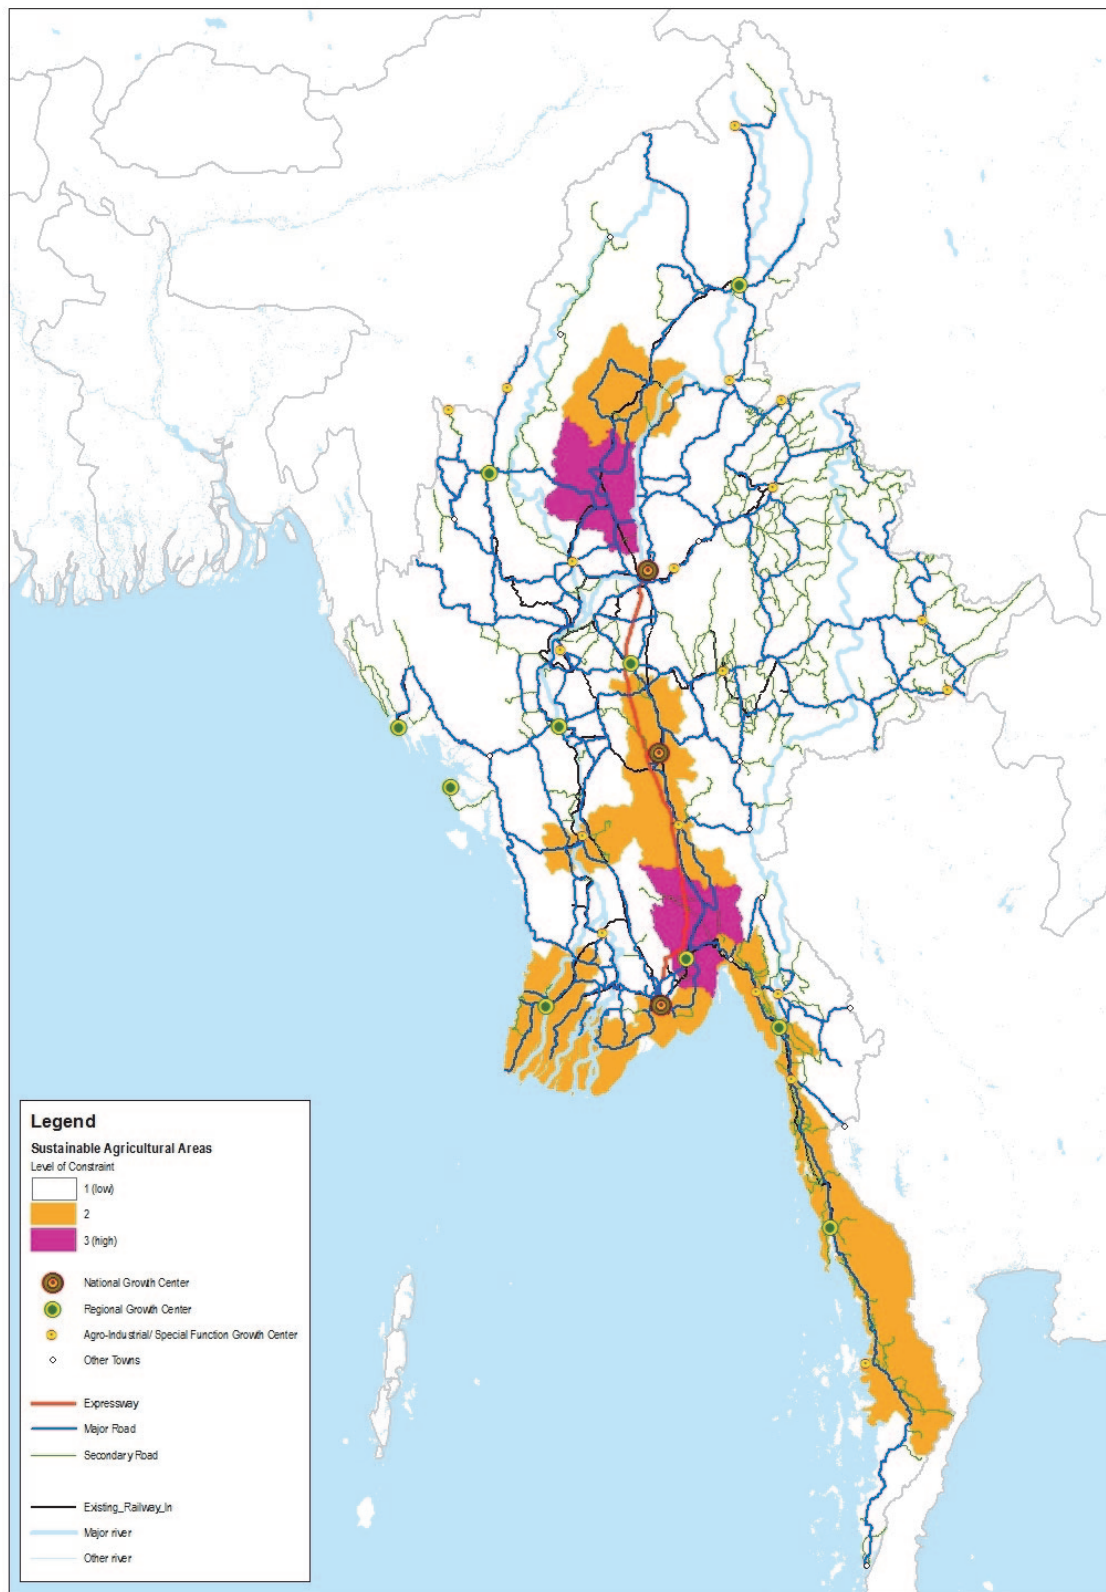 Legend
Sustainable Agricultural Areas
Level of Constraint
1 (low)
2
3 (high)
National Growth Center
Regional Growth Center
Agro-Industrial/ Special Function Growth Center
Other Towns
Expressway
Major Road
Secondary Road
Existing_Railway_ln
Major river
Other river